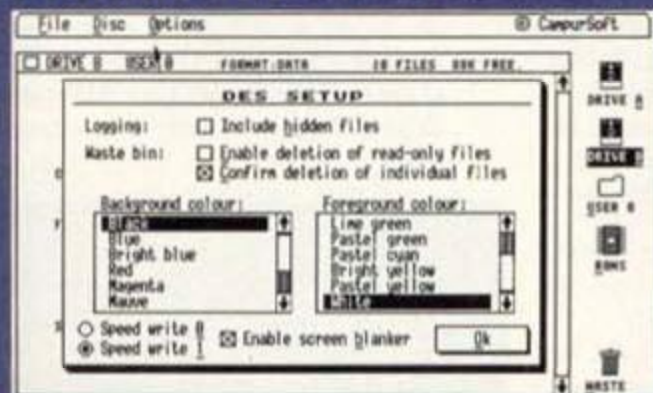 File Disc Options © CampurSoft
DRIVE B USER 0 FORMAT:DATA 10 FILES 88K FREE.
DES SETUP
Logging: Include hidden files
Waste bin: Enable deletion of read-only files
Confirm deletion of individual files
Background colour: Foreground colour:
Black Lime green
Blue Pastel green
Bright blue Pastel cyan
Red Bright yellow
Magenta Pastel yellow
Mauve White
Speed write 0
Speed write 1
Enable screen blanker
Ok
DRIVE A
DRIVE B
USER 0
ROMS
WASTE